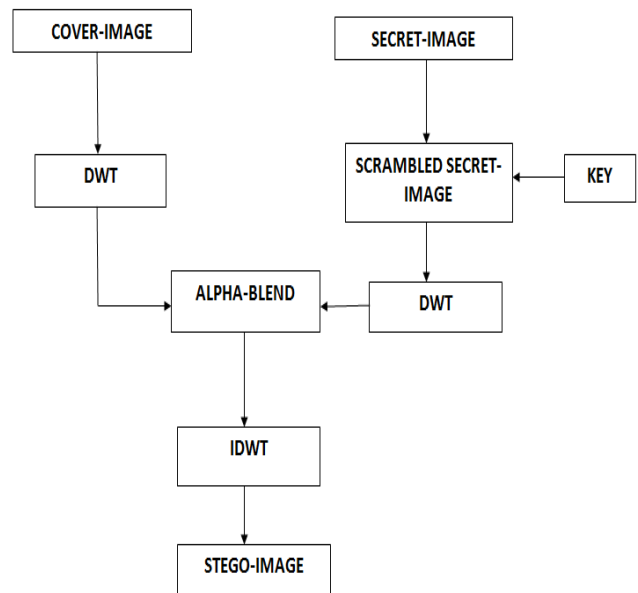 COVER-IMAGE
SECRET-IMAGE
DWT
SCRAMBLED SECRET-
IMAGE
KEY
ALPHA-BLEND
DWT
IDWT
STEGO-IMAGE